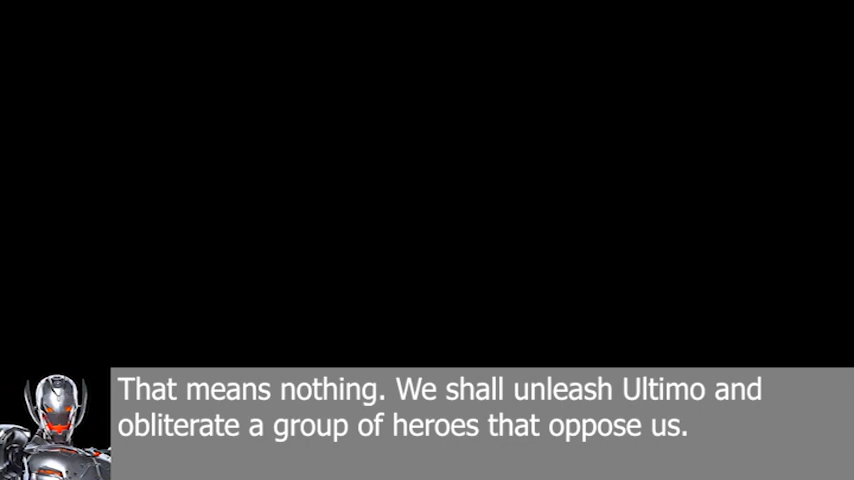 That means nothing. We shall unleash Ultimo and
obliterate a group of heroes that oppose us.